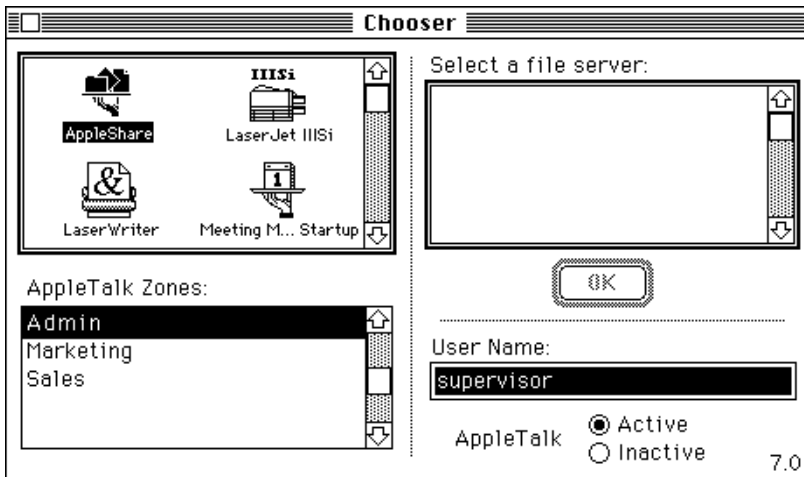 Chooser
IIISi
AppleShare
LaserJet IIISi
&
1
LaserWriter
Meeting M... Startup
AppleTalk Zones:
Admin
Marketing
Sales
Select a file server:
OK
User Name:
supervisor
AppleTalk
Active
Inactive
7.0